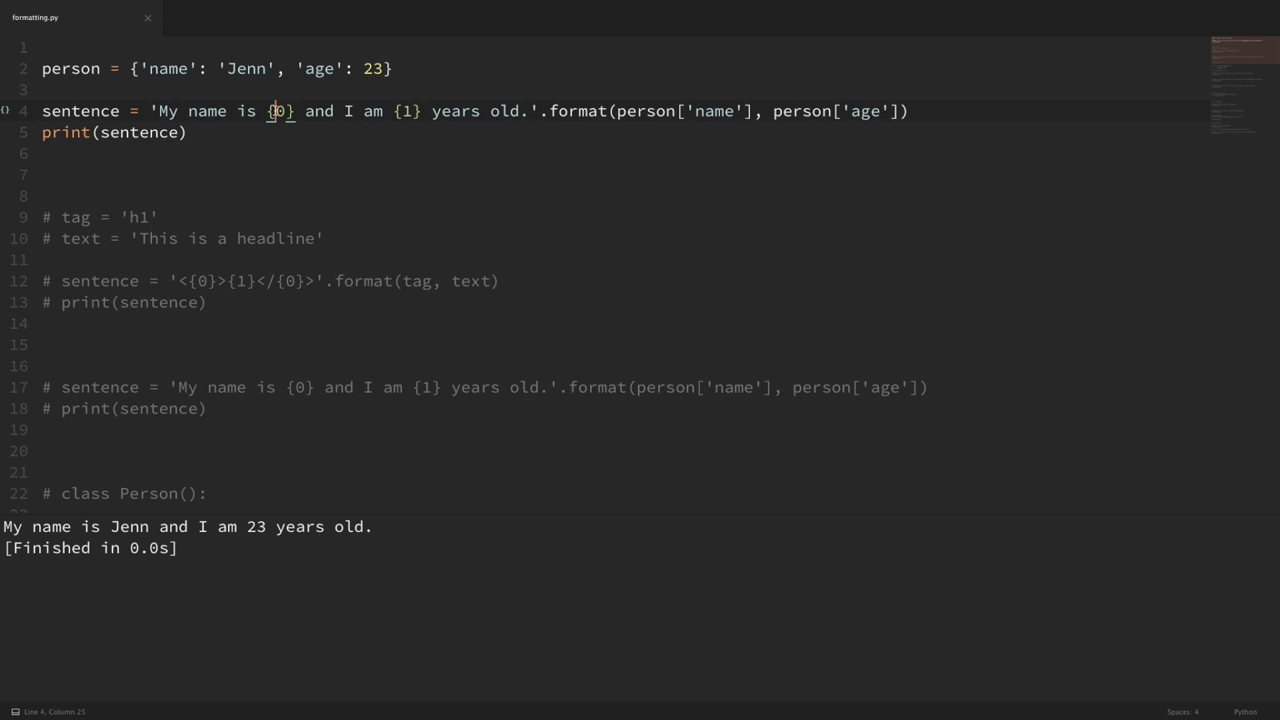 formatting.py ×
1
2 person = {'name': 'Jenn', 'age': 23}
3
{} 4 sentence = 'My name is {0} and I am {1} years old.'.format(person['name'], person['age'])
5 print(sentence)
6
7
8
9 # tag = 'h1'
10 # text = 'This is a headline'
11
12 # sentence = '<{0}>{1}</{0}>'.format(tag, text)
13 # print(sentence)
14
15
16
17 # sentence = 'My name is {0} and I am {1} years old.'.format(person['name'], person['age'])
18 # print(sentence)
19
20
21
22 # class Person():
My name is Jenn and I am 23 years old.
[Finished in 0.0s]
Line 4, Column 25 Spaces: 4 Python